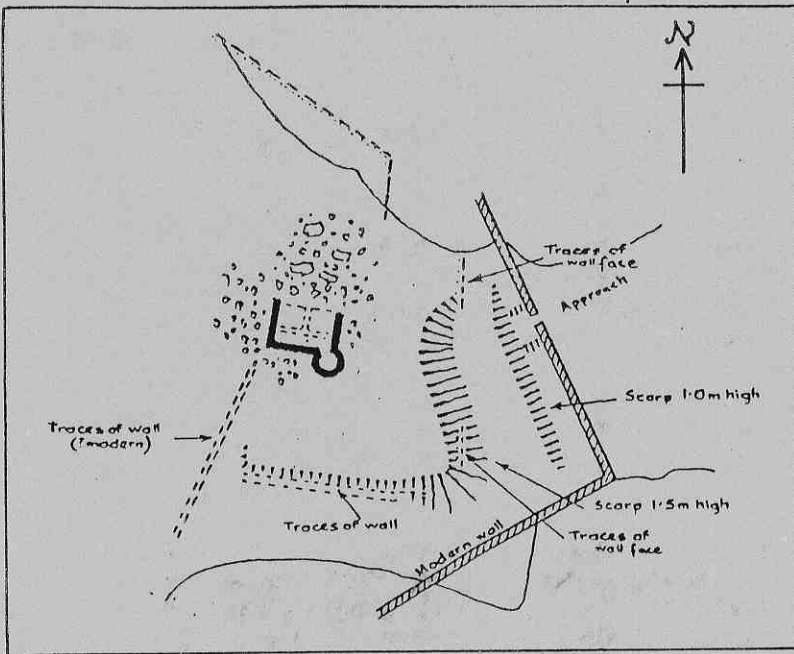 N
Traces of
wall face
Approach
Scarp 1.0m high
Traces of wall
(?modern)
Scarp 1.5m high
Traces of wall
Traces of
wall face
Modern wall